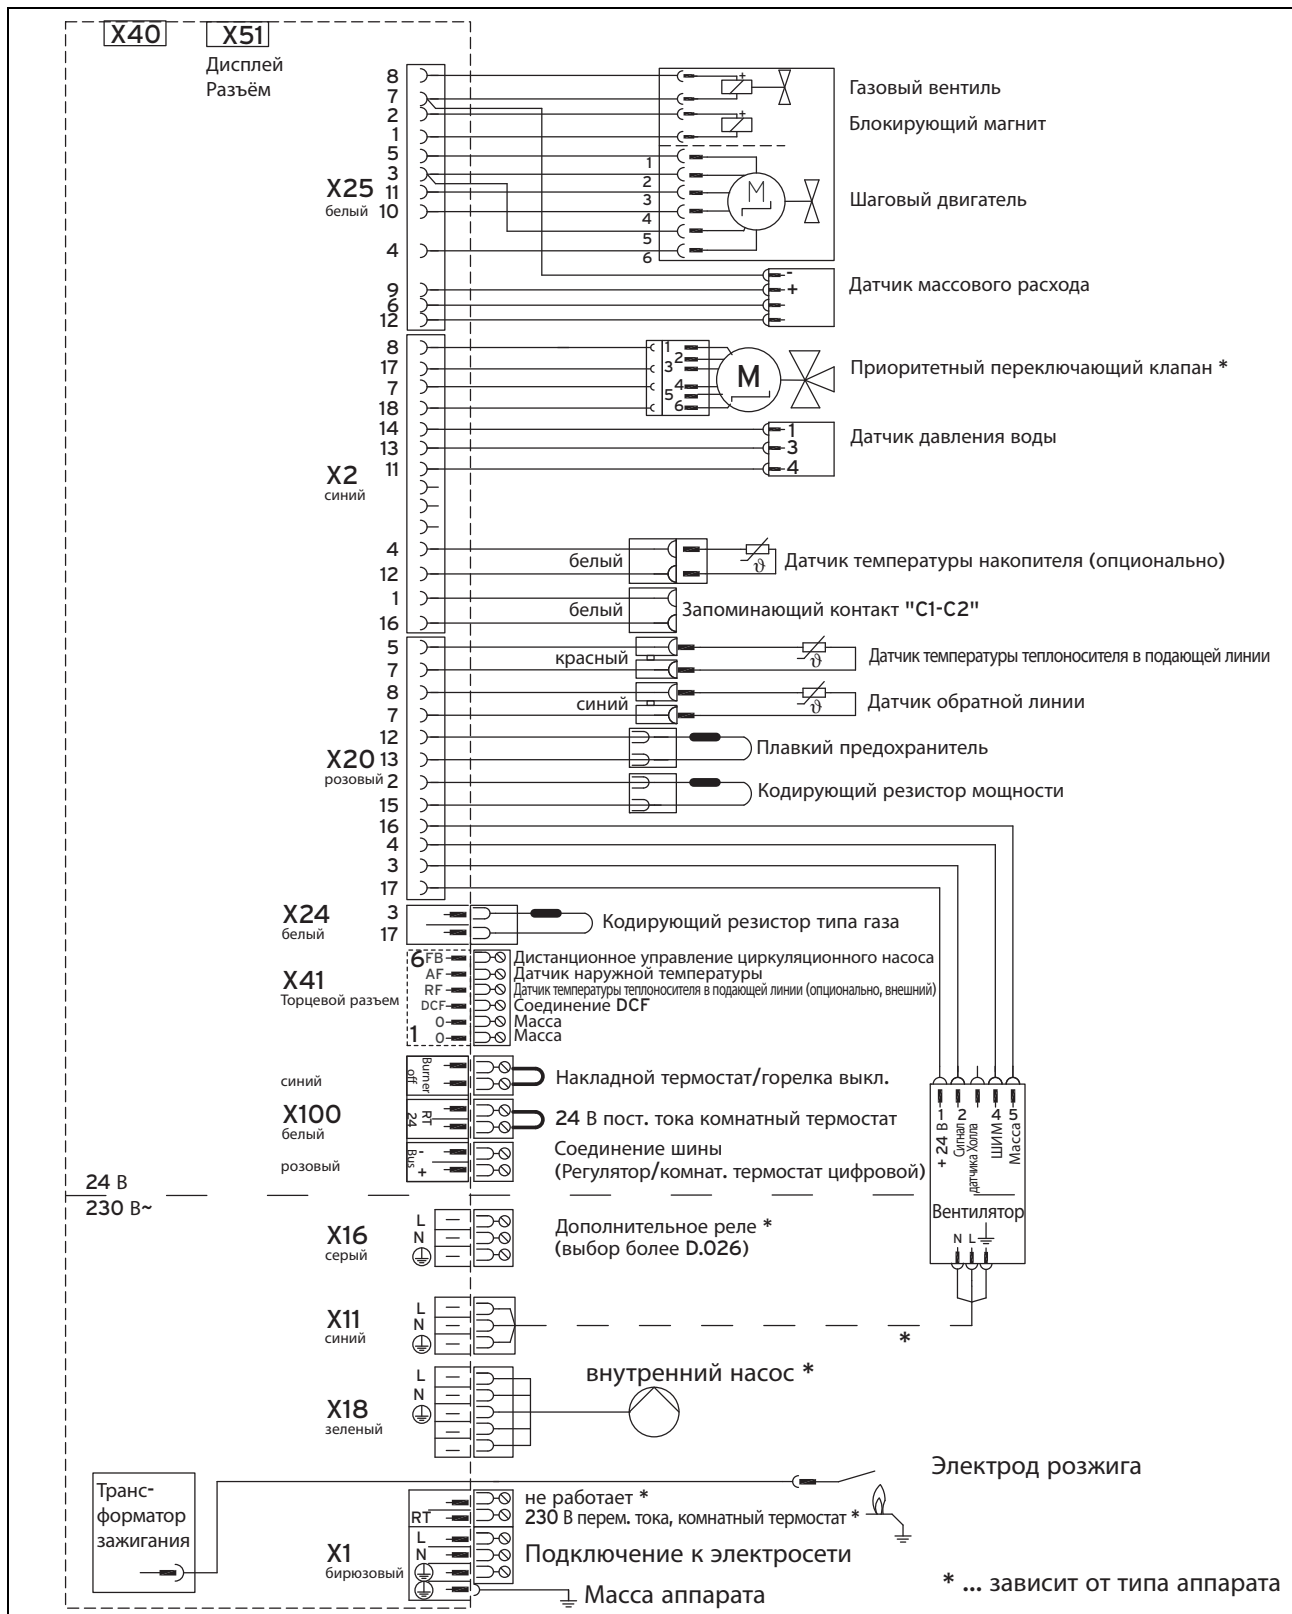 X40
X51
Дисплей
Разъём
X25
белый
8
7
2
1
5
3
11
10
4
9
6
12
1
2
3
4
5
6
+
+
M
Газовый вентиль
Блокирующий магнит
Шаговый двигатель
-
+
Датчик массового расхода
X2
синий
8
17
7
18
14
13
11
4
12
1
16
1
2
3
4
5
6
M
Приоритетный переключающий клапан *
1
3
4
Датчик давления воды
белый
ϑ
Датчик температуры накопителя (опционально)
белый
Запоминающий контакт "C1-C2"
X20
розовый
5
7
8
7
12
13
2
15
16
4
3
17
красный
ϑ
Датчик температуры теплоносителя в подающей линии
синий
ϑ
Датчик обратной линии
Плавкий предохранитель
Кодирующий резистор мощности
X24
белый
3
17
Кодирующий резистор типа газа
X41
Торцевой разъем
6
FB
AF
RF
DCF
O
1
O
Дистанционное управление циркуляционного насоса
Датчик наружной температуры
Датчик температуры теплоносителя в подающей линии (опционально, внешний)
Соединение DCF
Масса
Масса
синий
Burner
off
Накладной термостат/горелка выкл.
X100
белый
RT
24
24 В пост. тока комнатный термостат
розовый
Bus
-
+
Соединение шины
(Регулятор/комнат. термостат цифровой)
1
2
4
5
+ 24 В
Сигнал
датчика Холла
ШИМ
Масса
Вентилятор
N
L
24 В
230 В~
X16
серый
L
N
Дополнительное реле *
(выбор более D.026)
X11
синий
L
N
*
X18
зеленый
L
N
внутренний насос *
Транс-
форматор
зажигания
Электрод розжига
X1
бирюзовый
RT
L
N
не работает *
230 В перем. тока, комнатный термостат *
Подключение к электросети
Масса аппарата
* ... зависит от типа аппарата